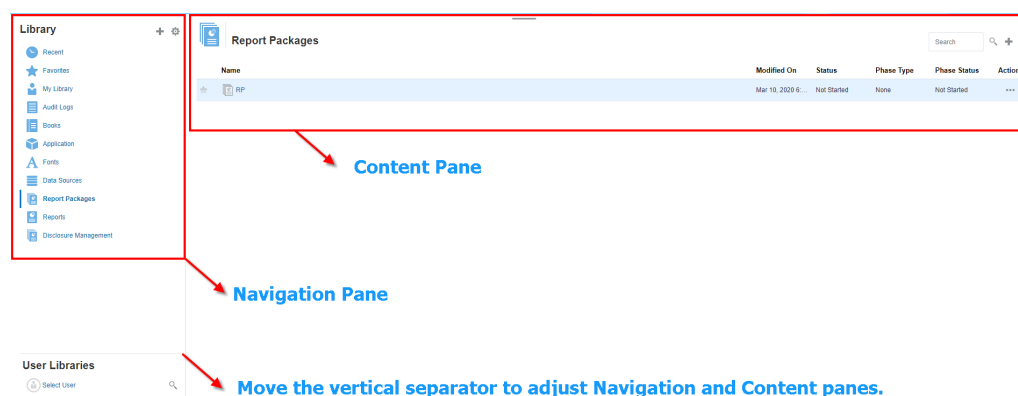 Library
Recent
Favorites
My Library
Audit Logs
Books
Application
Fonts
Data Sources
Report Packages
Reports
Disclosure Management
User Libraries
Select User
Report Packages
Search
Name Modified On Status Phase Type Phase Status Action
RP Mar 10, 2020 6:... Not Started None Not Started
Content Pane
Navigation Pane
Move the vertical separator to adjust Navigation and Content panes.